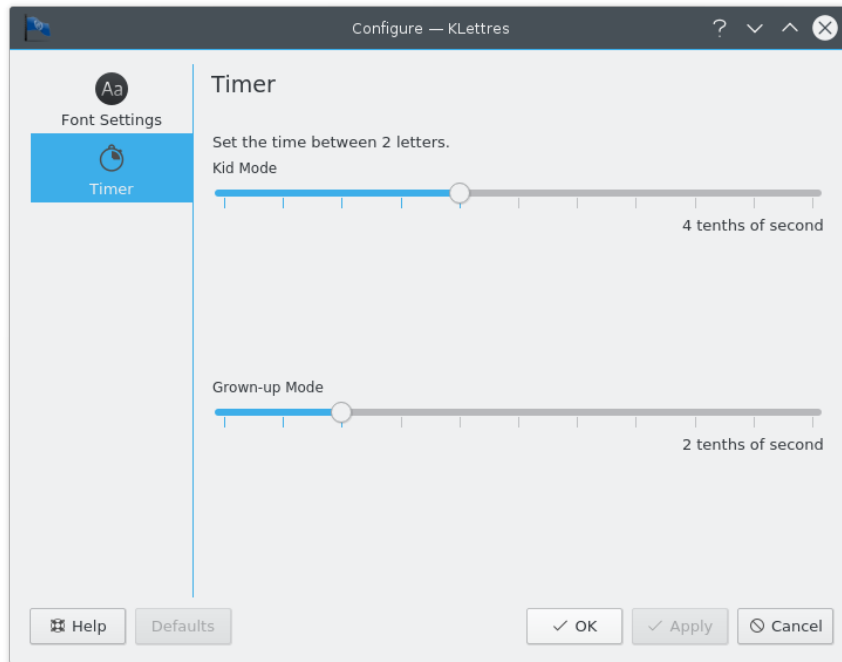 Configure — KLettres
Aa
Font Settings
Timer
Timer
Set the time between 2 letters.
Kid Mode
4 tenths of second
Grown-up Mode
2 tenths of second
Help
Defaults
OK
Apply
Cancel